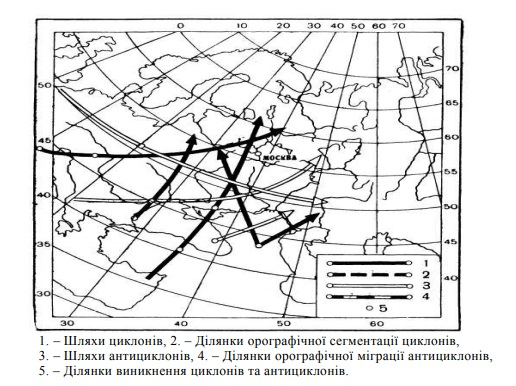 0 10 20 30 40 50 60 70
70
65
60
55
50
45
40
50
45
40
35
30
МОСКВА
1
2
3
4
5
30 40 50 60
1. – Шляхи циклонів, 2. – Ділянки орографічної сегментації циклонів,
3. – Шляхи антициклонів, 4. – Ділянки орографічної міграції антициклонів,
5. – Ділянки виникнення циклонів та антициклонів.